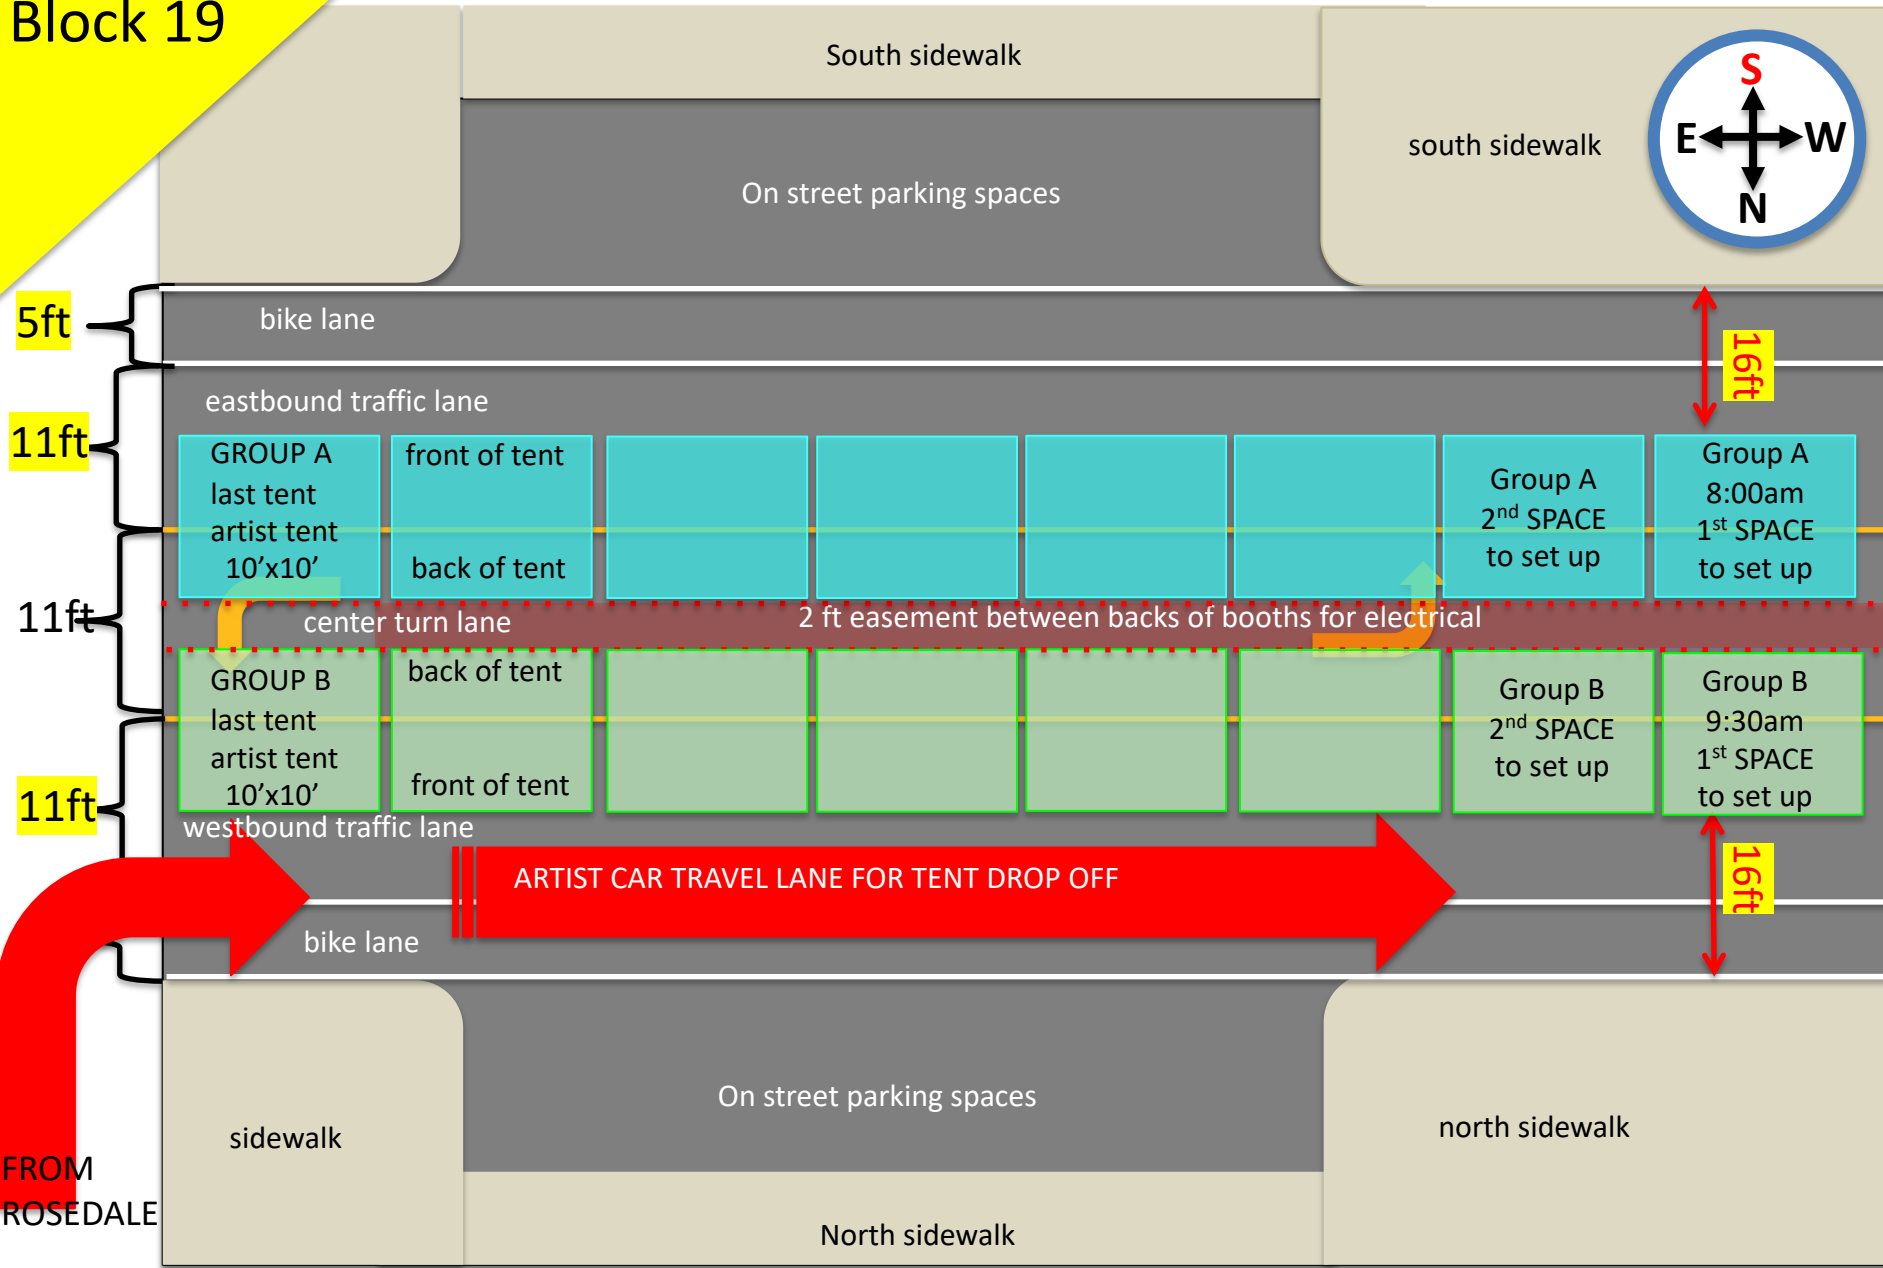 Block 19
South sidewalk
south sidewalk
S
E
W
N
On street parking spaces
5ft
bike lane
16ft
eastbound traffic lane
11ft
GROUP A
last tent
artist tent
10’x10’
front of tent
back of tent
Group A
2nd SPACE
to set up
Group A
8:00am
1st SPACE
to set up
11ft
center turn lane
2 ft easement between backs of booths for electrical
GROUP B
last tent
artist tent
10’x10’
back of tent
front of tent
Group B
2nd SPACE
to set up
Group B
9:30am
1st SPACE
to set up
11ft
westbound traffic lane
ARTIST CAR TRAVEL LANE FOR TENT DROP OFF
16ft
bike lane
On street parking spaces
sidewalk
north sidewalk
FROM
ROSEDALE
North sidewalk